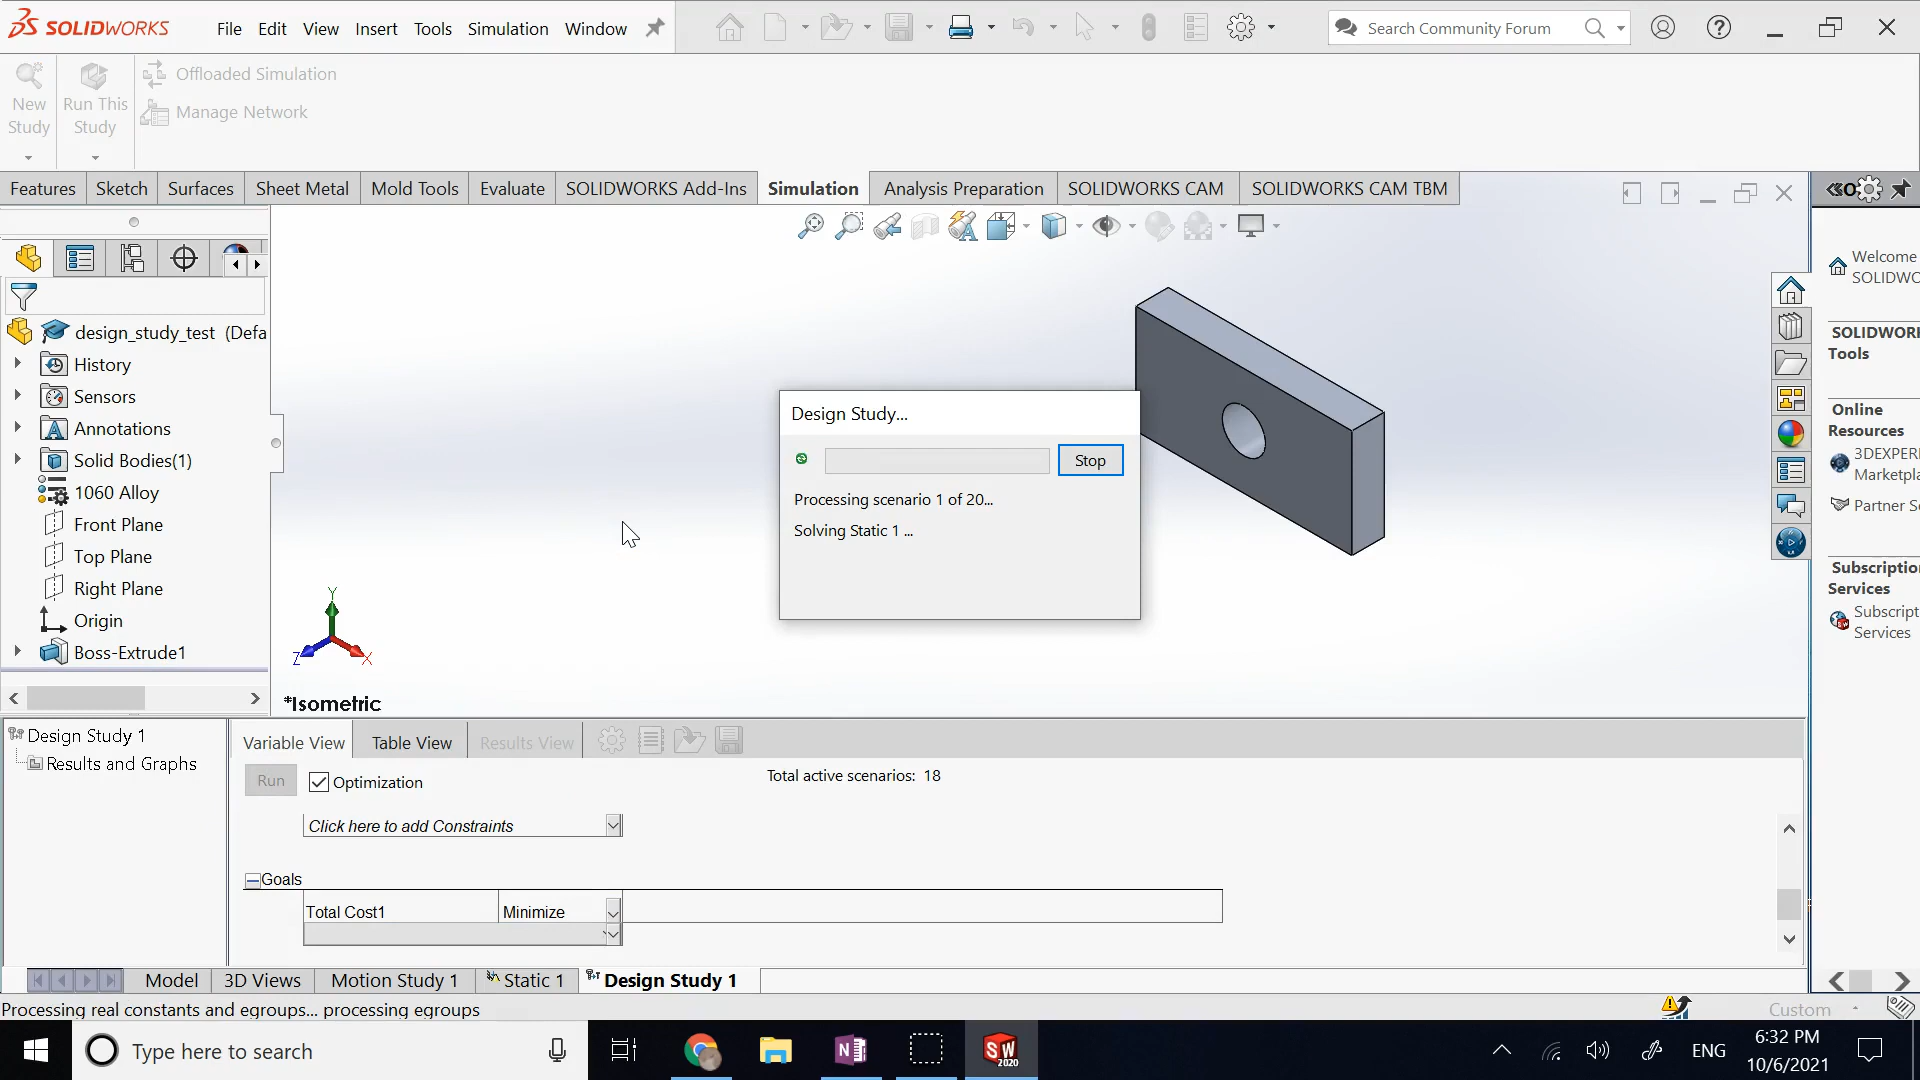 SOLIDWORKS
File Edit View Insert Tools Simulation Window
Search Community Forum
New Study
Run This Study
Offloaded Simulation
Manage Network
Features Sketch Surfaces Sheet Metal Mold Tools Evaluate SOLIDWORKS Add-Ins Simulation Analysis Preparation SOLIDWORKS CAM SOLIDWORKS CAM TBM
design_study_test (Defa
History
Sensors
Annotations
Solid Bodies(1)
1060 Alloy
Front Plane
Top Plane
Right Plane
Origin
Boss-Extrude1
Y
Z
X
*Isometric
Design Study...
Stop
Processing scenario 1 of 20...
Solving Static 1 ...
Welcome
SOLIDWO
SOLIDWOR
Tools
Online
Resources
3DEXPERI
Marketpla
Partner So
Subscriptio
Services
Subscript
Services
Design Study 1
Results and Graphs
Variable View Table View Results View
Run Optimization Total active scenarios: 18
Click here to add Constraints
Goals
Total Cost1 Minimize
Model 3D Views Motion Study 1 Static 1 Design Study 1
Processing real constants and egroups... processing egroups
Custom
Type here to search
N
SW
2020
ENG
6:32 PM
10/6/2021